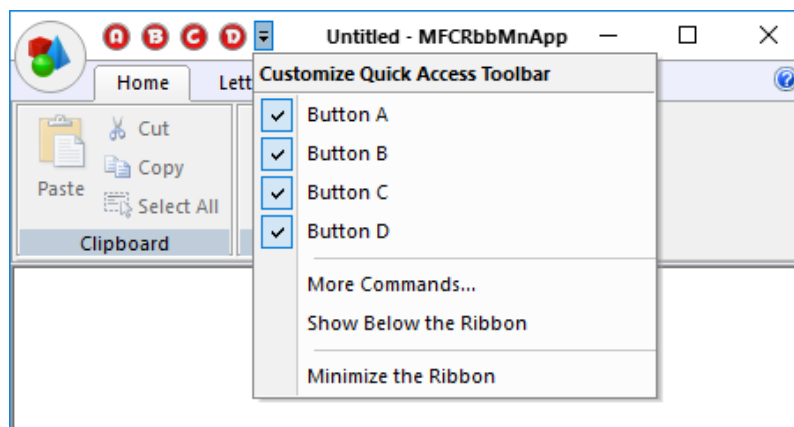 A B C D Untitled - MFCRbbMnApp
Home Lett
Customize Quick Access Toolbar
Button A
Button B
Button C
Button D
More Commands...
Show Below the Ribbon
Minimize the Ribbon
Paste
Cut
Copy
Select All
Clipboard